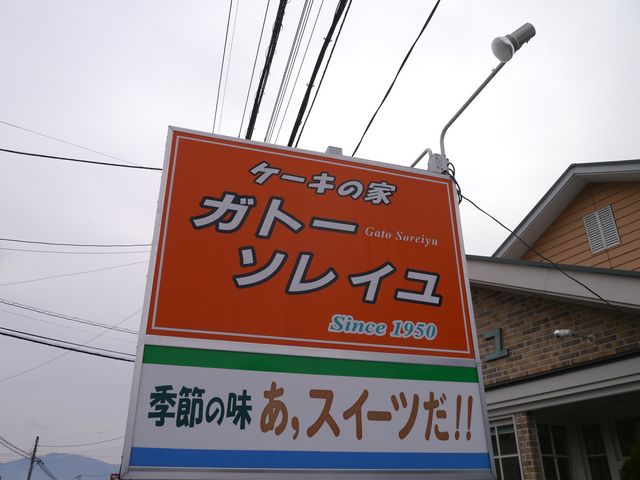 ケーキの家
ガトー
Gato Soreiyu
ソレイユ
Since 1950
季節の味 あ,スイーツだ!!
ユ